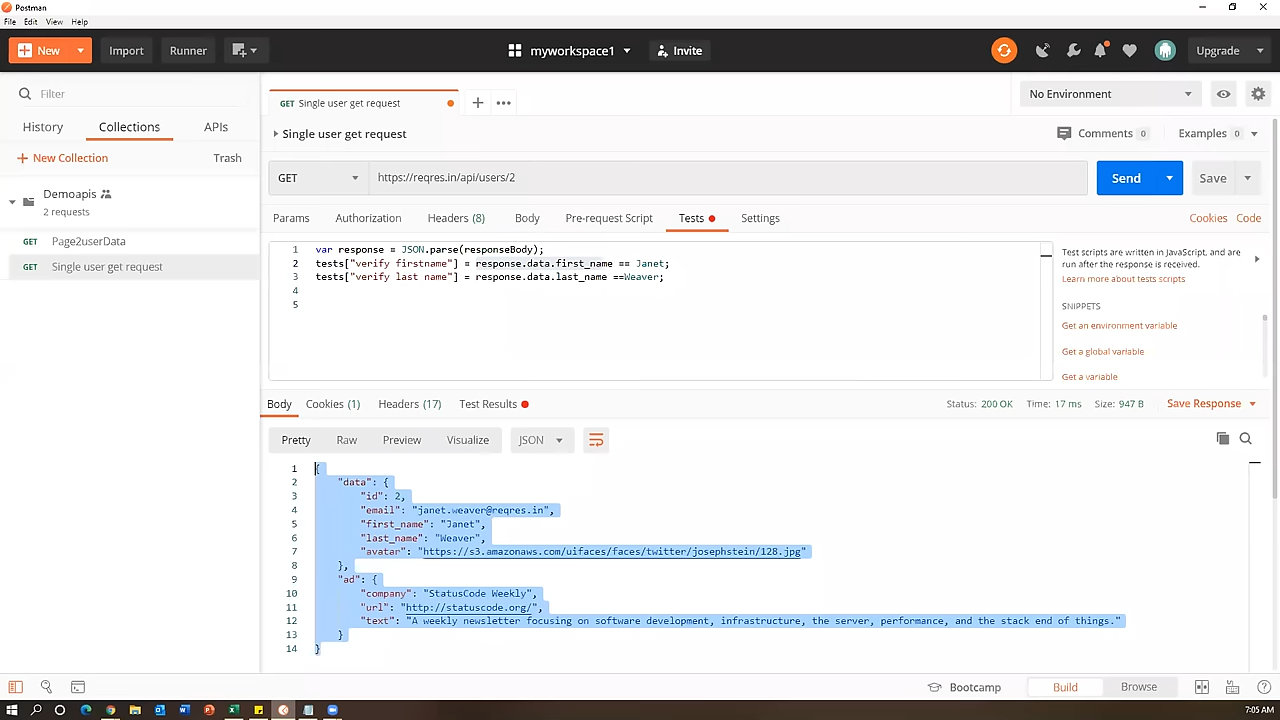 Postman
File Edit View Help
New Import Runner myworkspace1 Invite Upgrade
Filter
History Collections APIs
New Collection Trash
Demoapis
2 requests
GET Page2userData
GET Single user get request
GET Single user get request
No Environment
Single user get request
Comments 0 Examples 0
GET https://reqres.in/api/users/2 Send Save
Params Authorization Headers (8) Body Pre-request Script Tests Settings Cookies Code
1 var response = JSON.parse(responseBody);
2 tests["verify firstname"] = response.data.first_name == Janet;
3 tests["verify last name"] = response.data.last_name ==Weaver;
4
5
Test scripts are written in JavaScript, and are
run after the response is received.
Learn more about tests scripts
SNIPPETS
Get an environment variable
Get a global variable
Get a variable
Body Cookies (1) Headers (17) Test Results Status: 200 OK Time: 17 ms Size: 947 B Save Response
Pretty Raw Preview Visualize JSON
1 {
2 "data": {
3 "id": 2,
4 "email": "janet.weaver@reqres.in",
5 "first_name": "Janet",
6 "last_name": "Weaver",
7 "avatar": "https://s3.amazonaws.com/uifaces/faces/twitter/josephstein/128.jpg"
8 },
9 "ad": {
10 "company": "StatusCode Weekly",
11 "url": "http://statuscode.org/",
12 "text": "A weekly newsletter focusing on software development, infrastructure, the server, performance, and the stack end of things."
13 }
14 }
Bootcamp Build Browse
7:05 AM